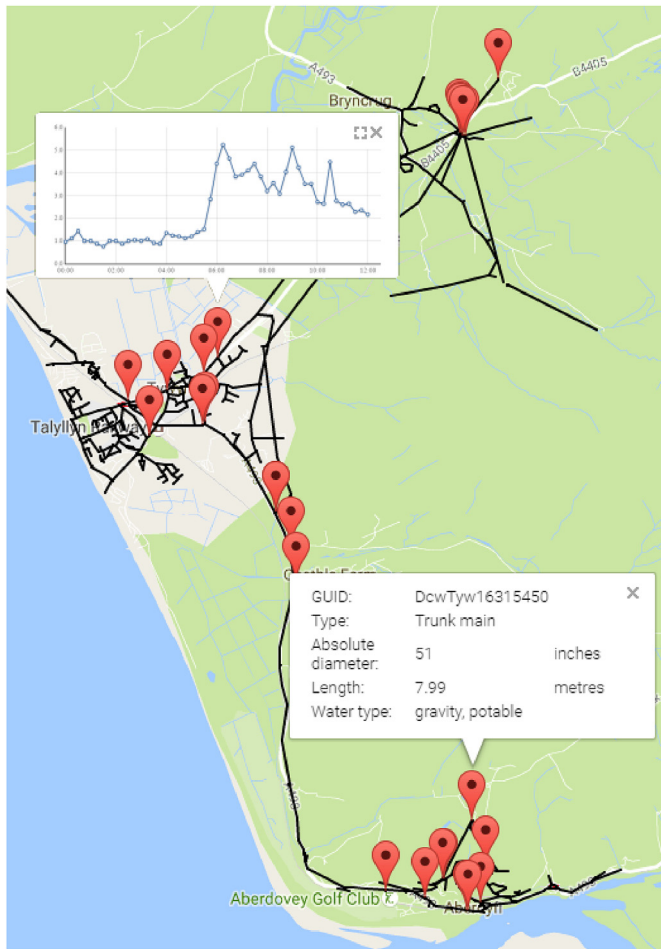 A493
B4405
Bryncrug
B4405
6.0
5.0
4.0
3.0
2.0
1.0
0.0
00:00
02:00
04:00
06:00
08:00
10:00
12:00
Talyllyn
A493
GUID: DcwTyw16315450
Type: Trunk main
Absolute
diameter: 51 inches
Length: 7.99 metres
Water type: gravity, potable
A493
Aberdovey Golf Club